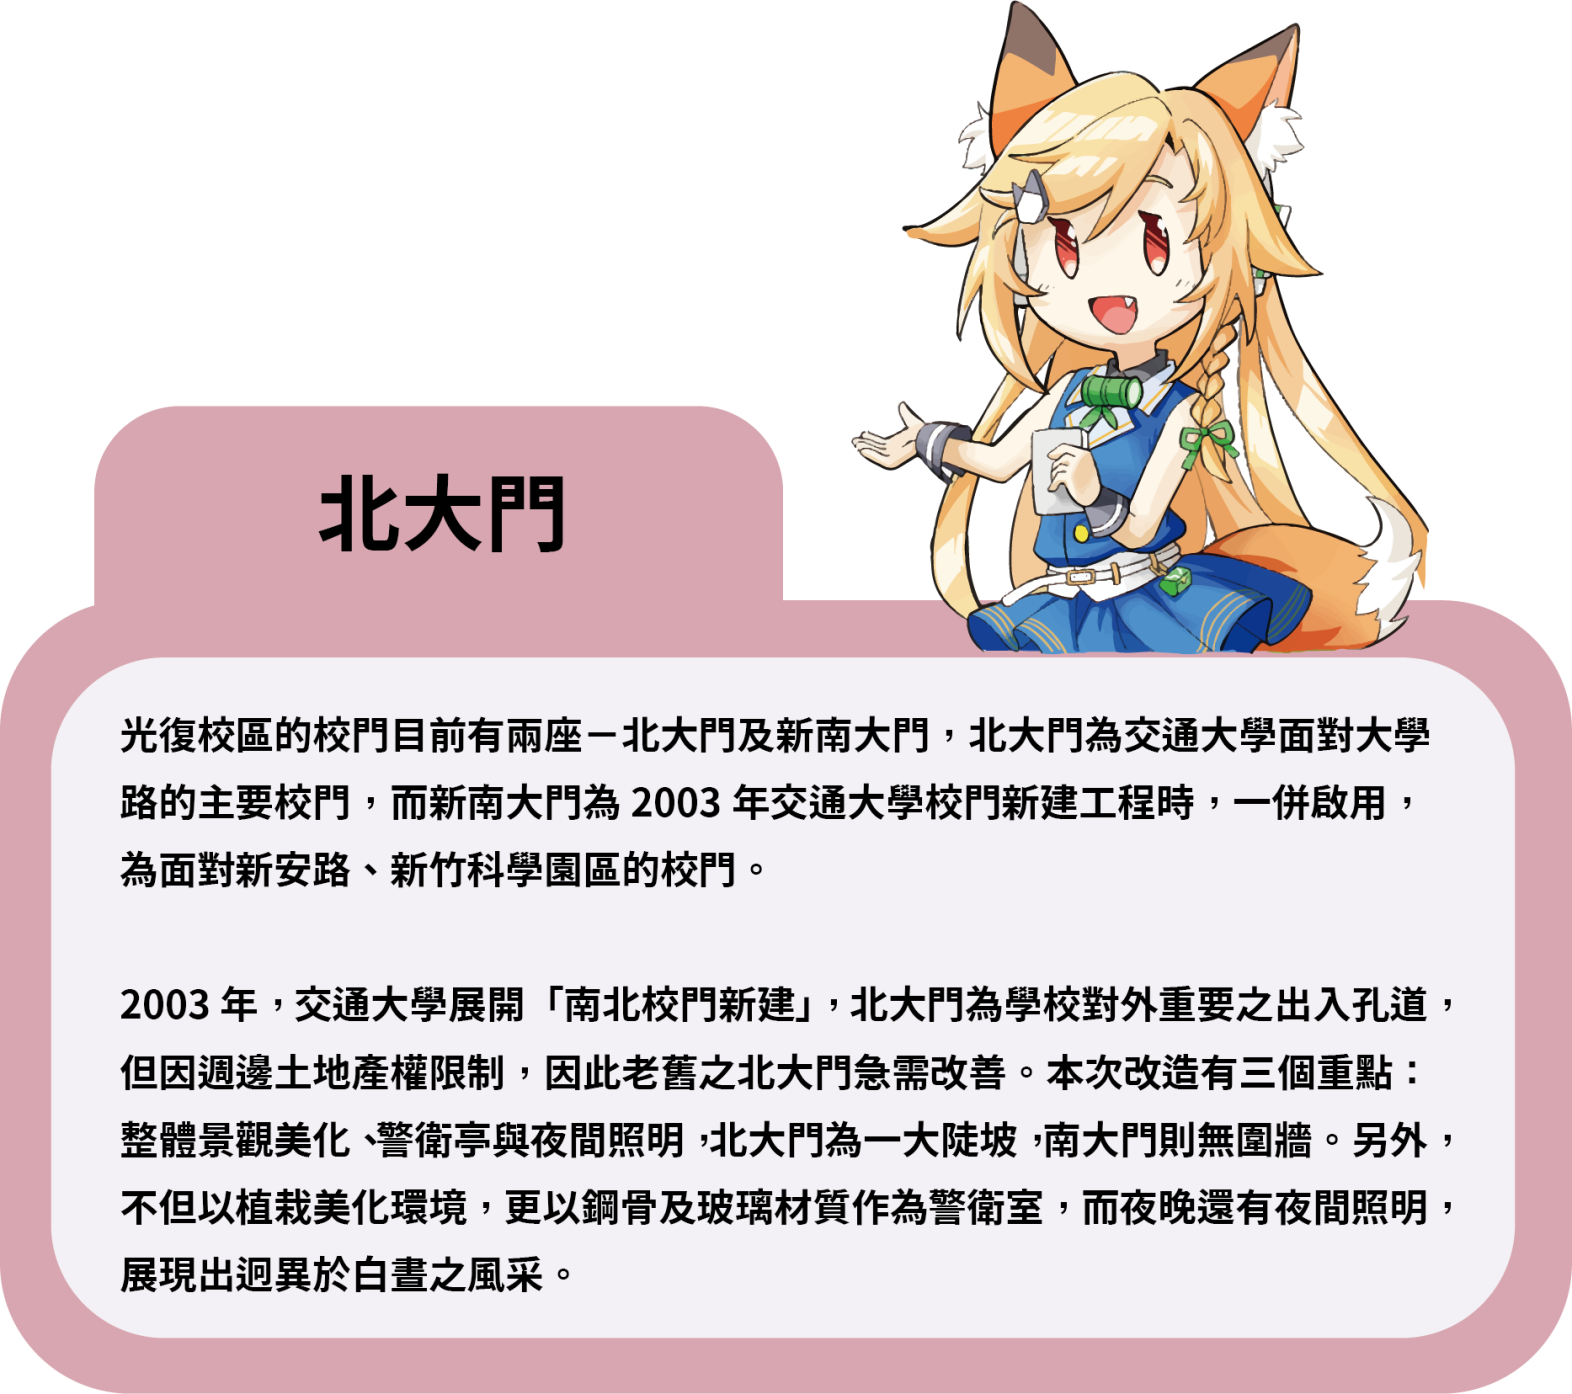 北大門
光復校區的校門目前有兩座－北大門及新南大門，北大門為交通大學面對大學
路的主要校門，而新南大門為 2003 年交通大學校門新建工程時，一併啟用，
為面對新安路、新竹科學園區的校門。
2003 年，交通大學展開「南北校門新建」，北大門為學校對外重要之出入孔道，
但因週邊土地產權限制，因此老舊之北大門急需改善。本次改造有三個重點：
整體景觀美化、警衛亭與夜間照明，北大門為一大陡坡，南大門則無圍牆。另外，
不但以植栽美化環境，更以鋼骨及玻璃材質作為警衛室，而夜晚還有夜間照明，
展現出迥異於白晝之風采。